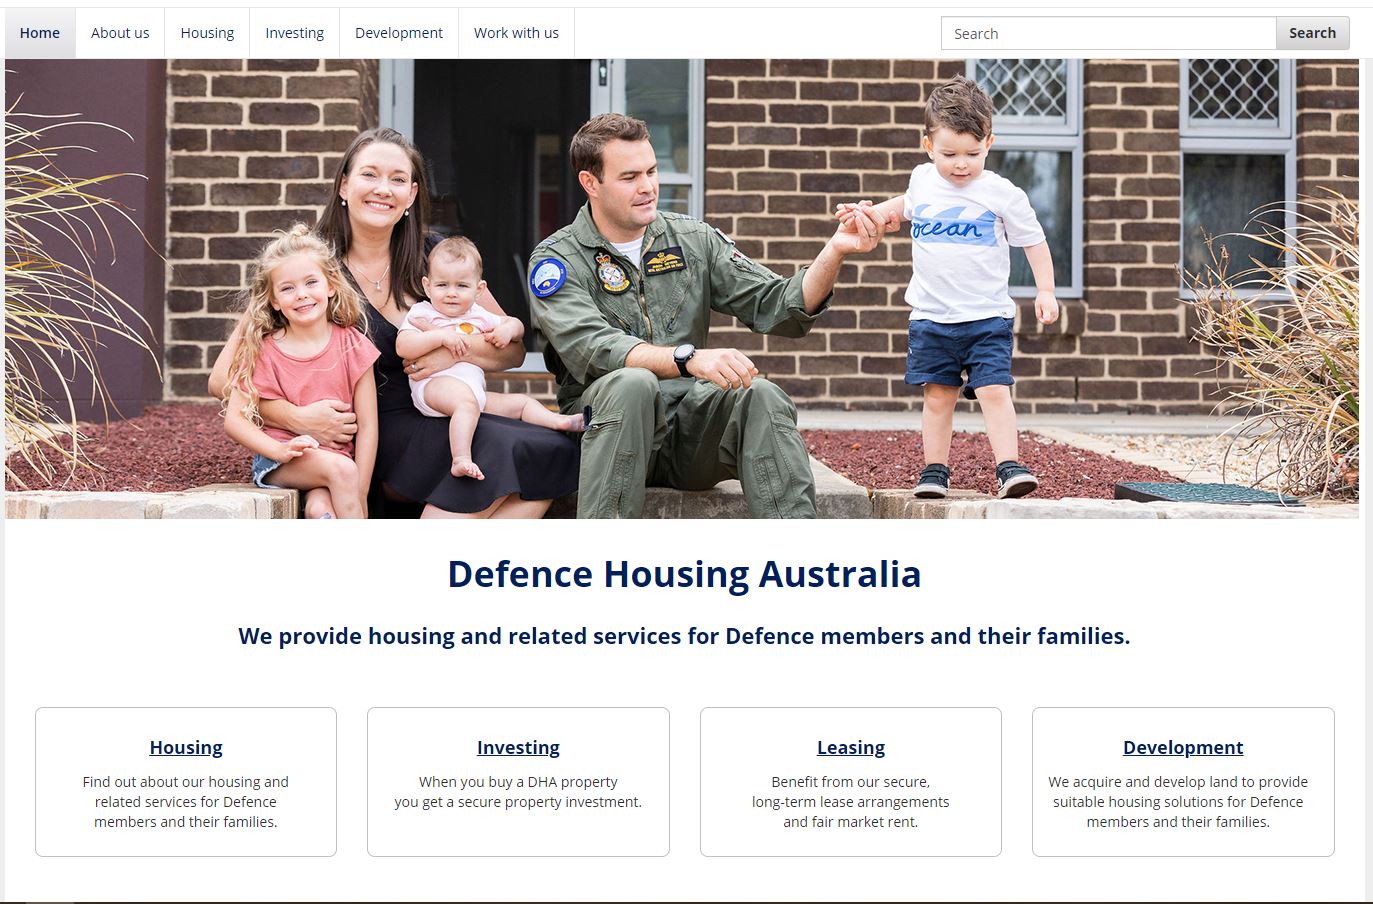 Home About us Housing Investing Development Work with us Search Search
ocean
Defence Housing Australia
We provide housing and related services for Defence members and their families.
Housing
Find out about our housing and
related services for Defence
members and their families.
Investing
When you buy a DHA property
you get a secure property investment.
Leasing
Benefit from our secure,
long-term lease arrangements
and fair market rent.
Development
We acquire and develop land to provide
suitable housing solutions for Defence
members and their families.